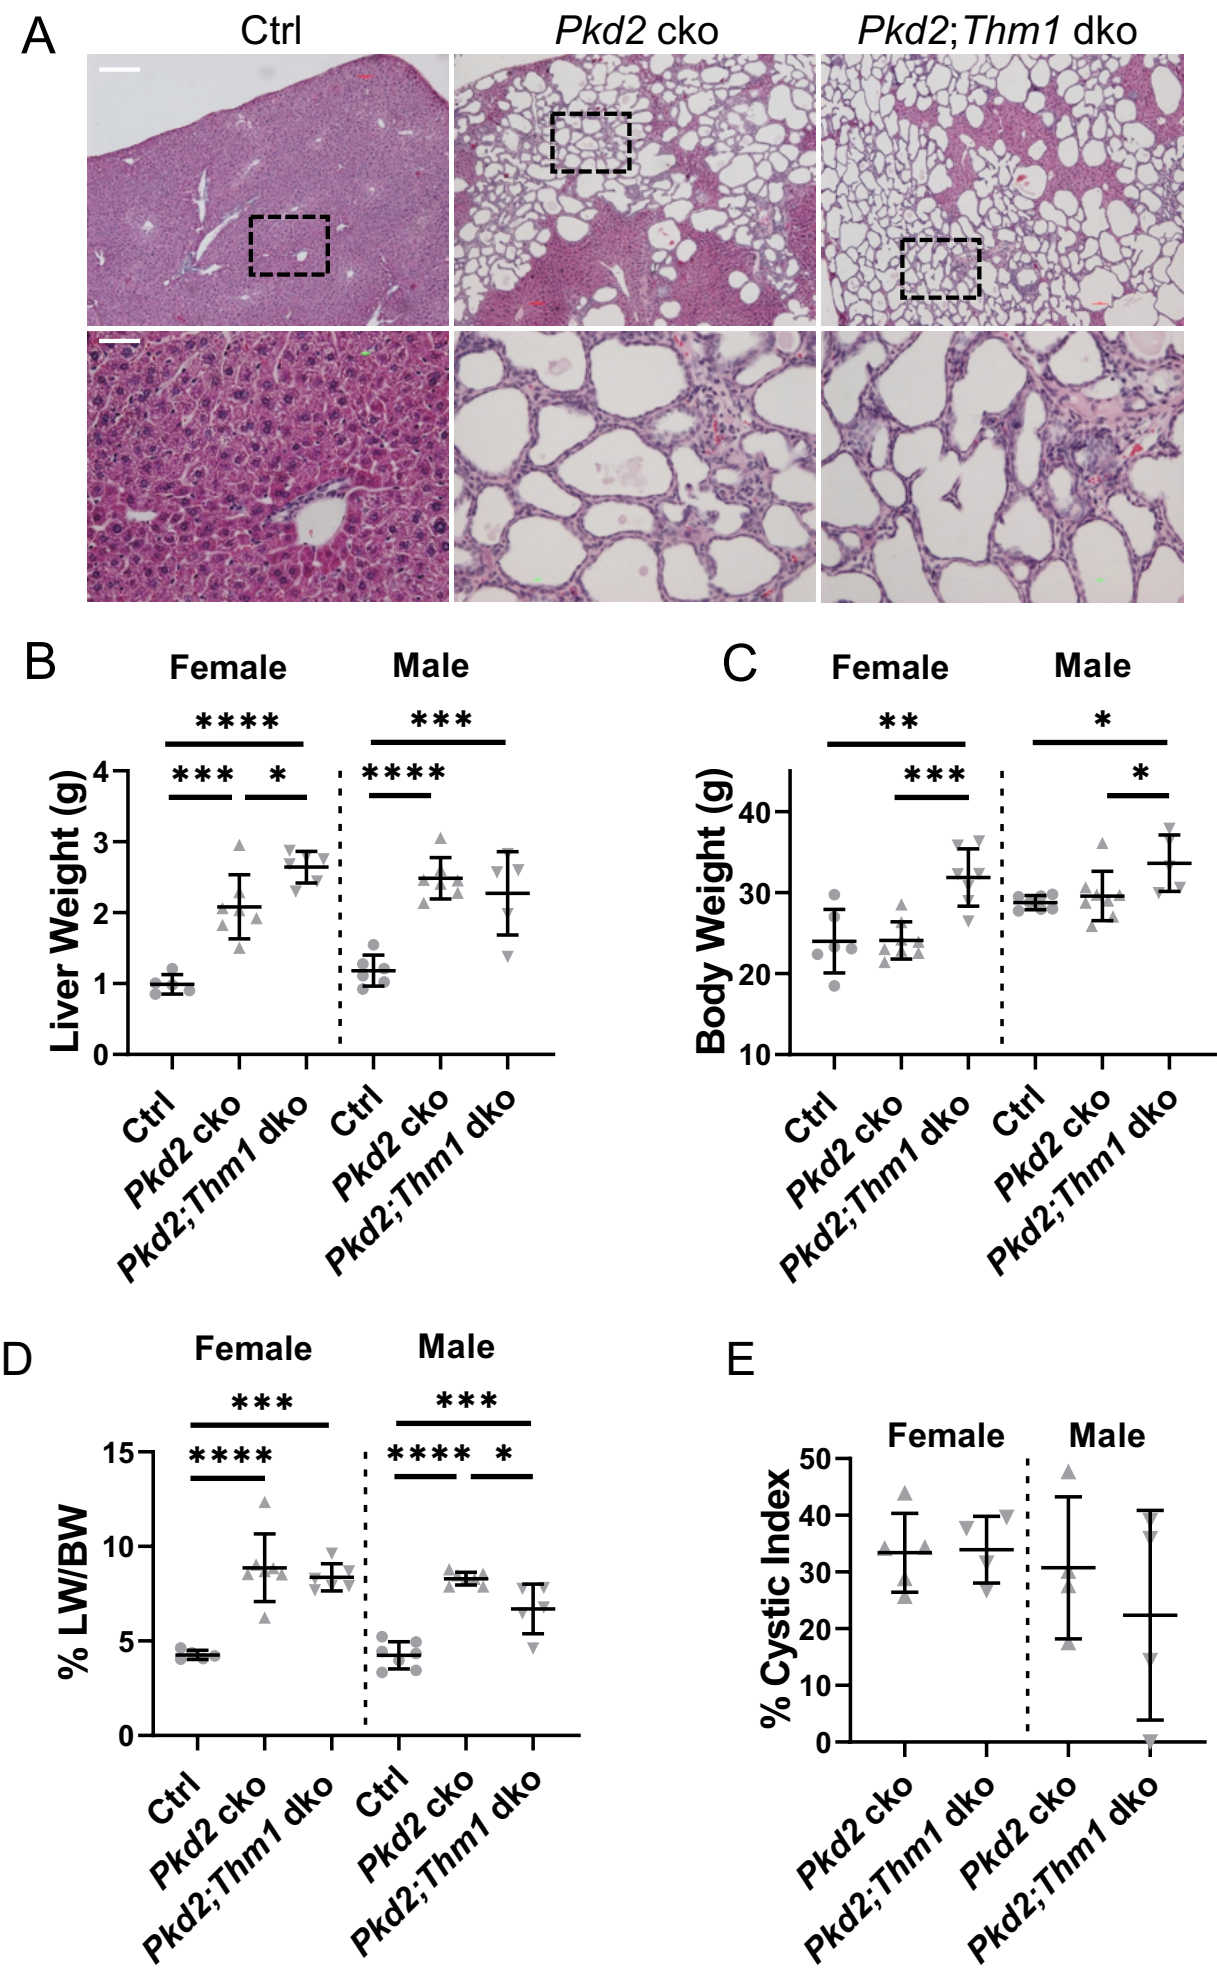 A
Ctrl
Pkd2 cko
Pkd2;Thm1 dko
B
Female
Male
****
***
***
*
****
Liver Weight (g)
4
3
2
1
0
Ctrl
Pkd2 cko
Pkd2;Thm1 dko
Ctrl
Pkd2 cko
Pkd2;Thm1 dko
C
Female
Male
**
*
***
*
Body Weight (g)
40
30
20
10
Ctrl
Pkd2 cko
Pkd2;Thm1 dko
Ctrl
Pkd2 cko
Pkd2;Thm1 dko
D
Female
Male
***
***
****
****
*
% LW/BW
15
10
5
0
Ctrl
Pkd2 cko
Pkd2;Thm1 dko
Ctrl
Pkd2 cko
Pkd2;Thm1 dko
E
Female
Male
% Cystic Index
50
40
30
20
10
0
Pkd2 cko
Pkd2;Thm1 dko
Pkd2 cko
Pkd2;Thm1 dko